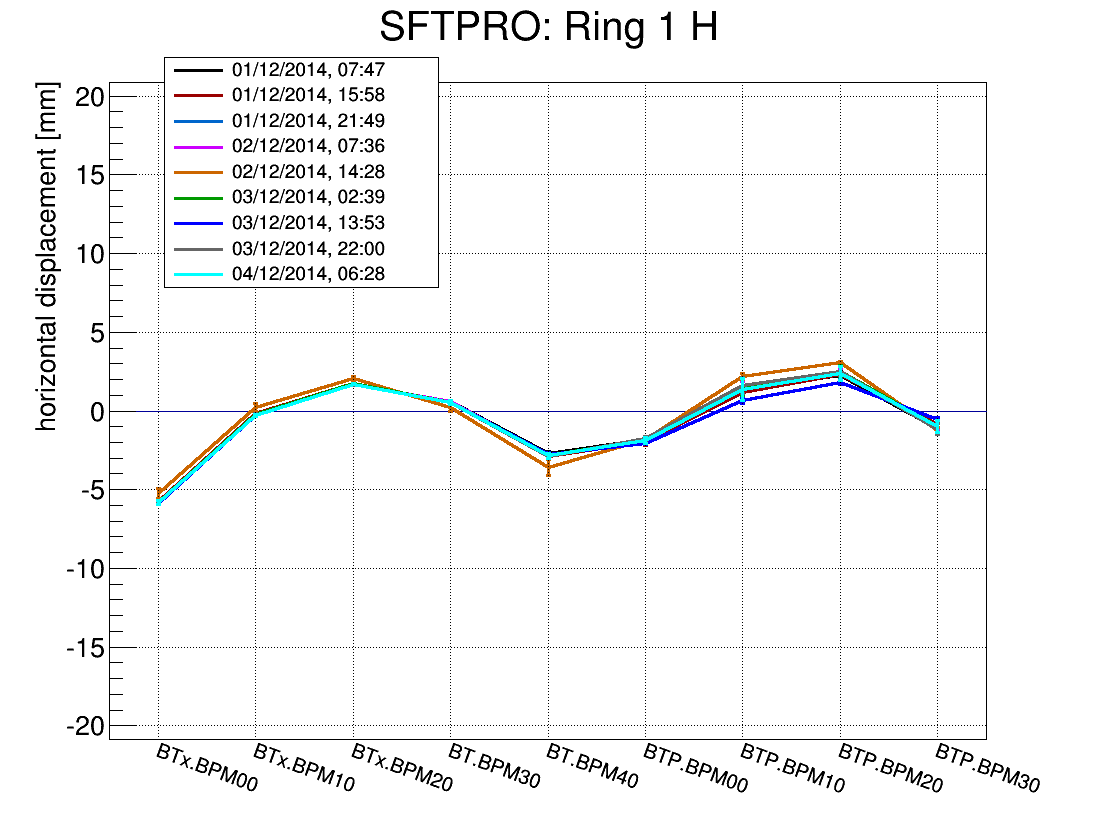 SFTPRO: Ring 1 H
horizontal displacement [mm]
01/12/2014, 07:47
01/12/2014, 15:58
01/12/2014, 21:49
02/12/2014, 07:36
02/12/2014, 14:28
03/12/2014, 02:39
03/12/2014, 13:53
03/12/2014, 22:00
04/12/2014, 06:28
20
15
10
5
0
-5
-10
-15
-20
BTx.BPM00
BTx.BPM10
BTx.BPM20
BT.BPM30
BT.BPM40
BTP.BPM00
BTP.BPM10
BTP.BPM20
BTP.BPM30